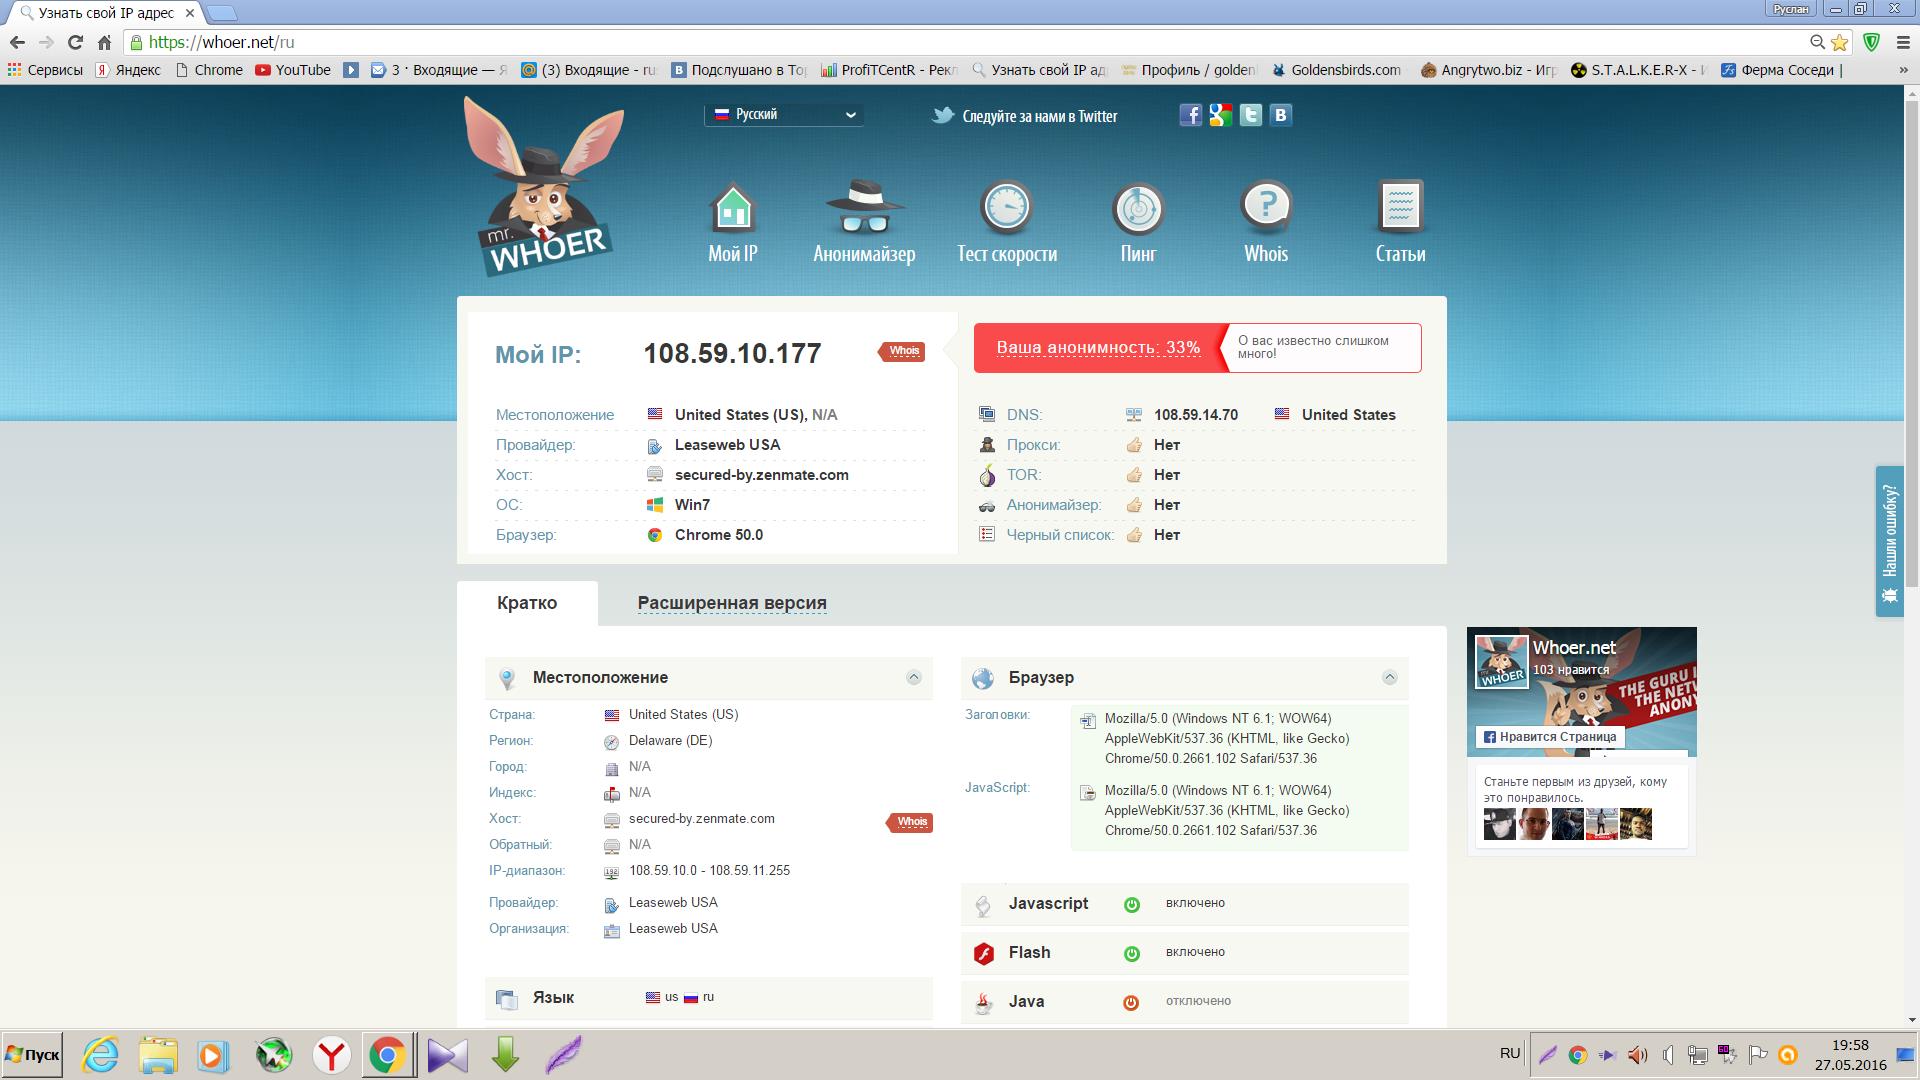 Узнать свой IP адрес
Руслан
https://whoer.net/ru
Сервисы
Яндекс
Chrome
YouTube
3 · Входящие — Я
(3) Входящие - ru
Подслушано в То
ProfiTCentR - Рекл
Узнать свой IP ад
Профиль / golden
Goldensbirds.com
Angrytwo.biz - Игр
S.T.A.L.K.E.R-X - И
Ферма Соседи |
»
mr.
WHOER
Русский
Следуйте за нами в Twitter
Мой IP
Анонимайзер
Тест скорости
Пинг
Whois
Статьи
Мой IP:
108.59.10.177
Whois
Местоположение
United States (US), N/A
Провайдер:
Leaseweb USA
Хост:
secured-by.zenmate.com
ОС:
Win7
Браузер:
Chrome 50.0
Ваша анонимность: 33%
О вас известно слишком
много!
DNS:
108.59.14.70
United States
Прокси:
Нет
TOR:
Нет
Анонимайзер:
Нет
Черный список:
Нет
Нашли ошибку?
Кратко
Расширенная версия
Местоположение
Страна:
United States (US)
Регион:
Delaware (DE)
Город:
N/A
Индекс:
N/A
Хост:
secured-by.zenmate.com
Whois
Обратный:
N/A
IP-диапазон:
108.59.10.0 - 108.59.11.255
Провайдер:
Leaseweb USA
Организация:
Leaseweb USA
Язык
us
ru
Браузер
Заголовки:
Mozilla/5.0 (Windows NT 6.1; WOW64)
AppleWebKit/537.36 (KHTML, like Gecko)
Chrome/50.0.2661.102 Safari/537.36
JavaScript:
Mozilla/5.0 (Windows NT 6.1; WOW64)
AppleWebKit/537.36 (KHTML, like Gecko)
Chrome/50.0.2661.102 Safari/537.36
Javascript
включено
Flash
включено
Java
отключено
WHOER
Whoer.net
103 нравится
THE GURU I
THE NET
ANONY
Нравится Страница
Станьте первым из друзей, кому
это понравилось.
Пуск
RU
19:58
27.05.2016